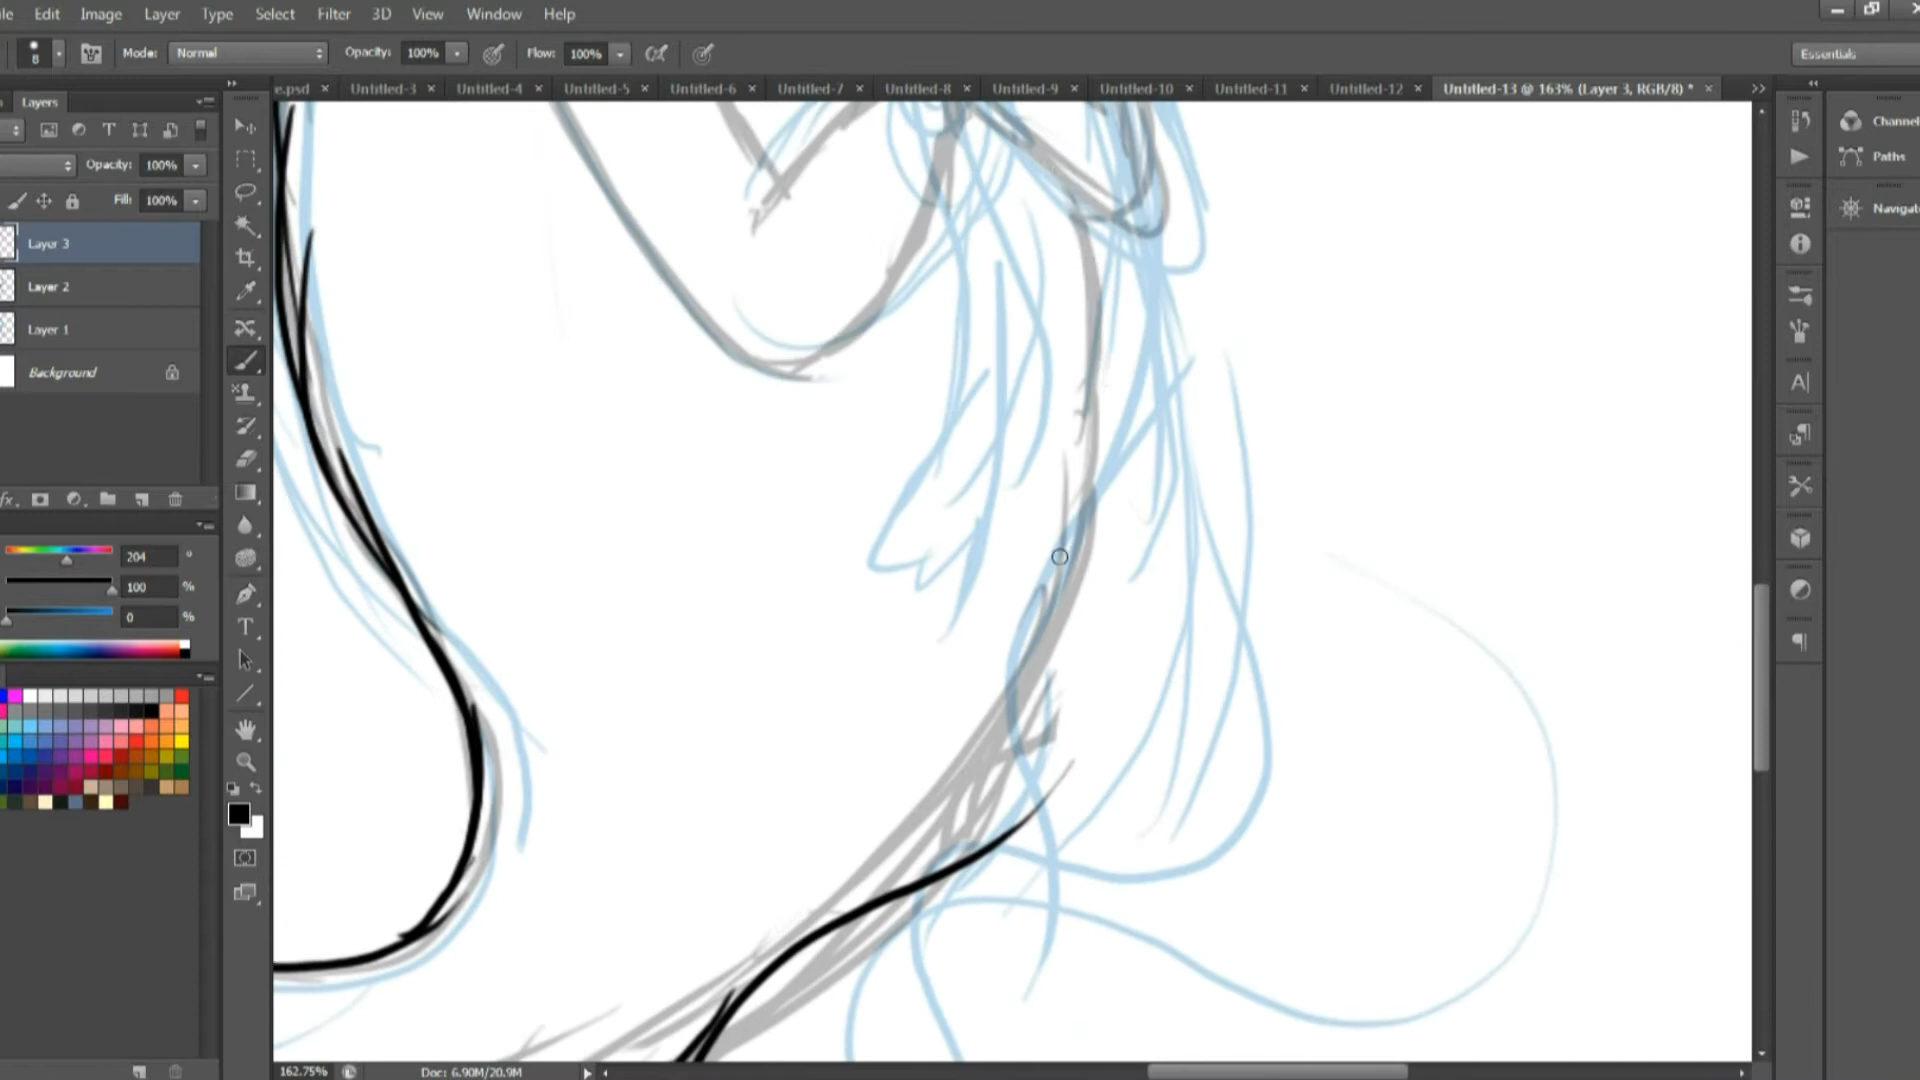 Edit Image Layer Type Select Filter 3D View Window Help
8 Mode: Normal Opacity: 100% Flow: 100% Essentials
e.psd × Untitled-3 × Untitled-4 × Untitled-5 × Untitled-6 × Untitled-7 × Untitled-8 × Untitled-9 × Untitled-10 × Untitled-11 × Untitled-12 × Untitled-13 @ 163% (Layer 3, RGB/8) * ×
Layers
Channel
Opacity: 100%
Paths
Fill: 100%
Navigat
Layer 3
Layer 2
Layer 1
Background
fx
204 °
100 %
0 %
162.75% Doc: 6.90M/20.9M